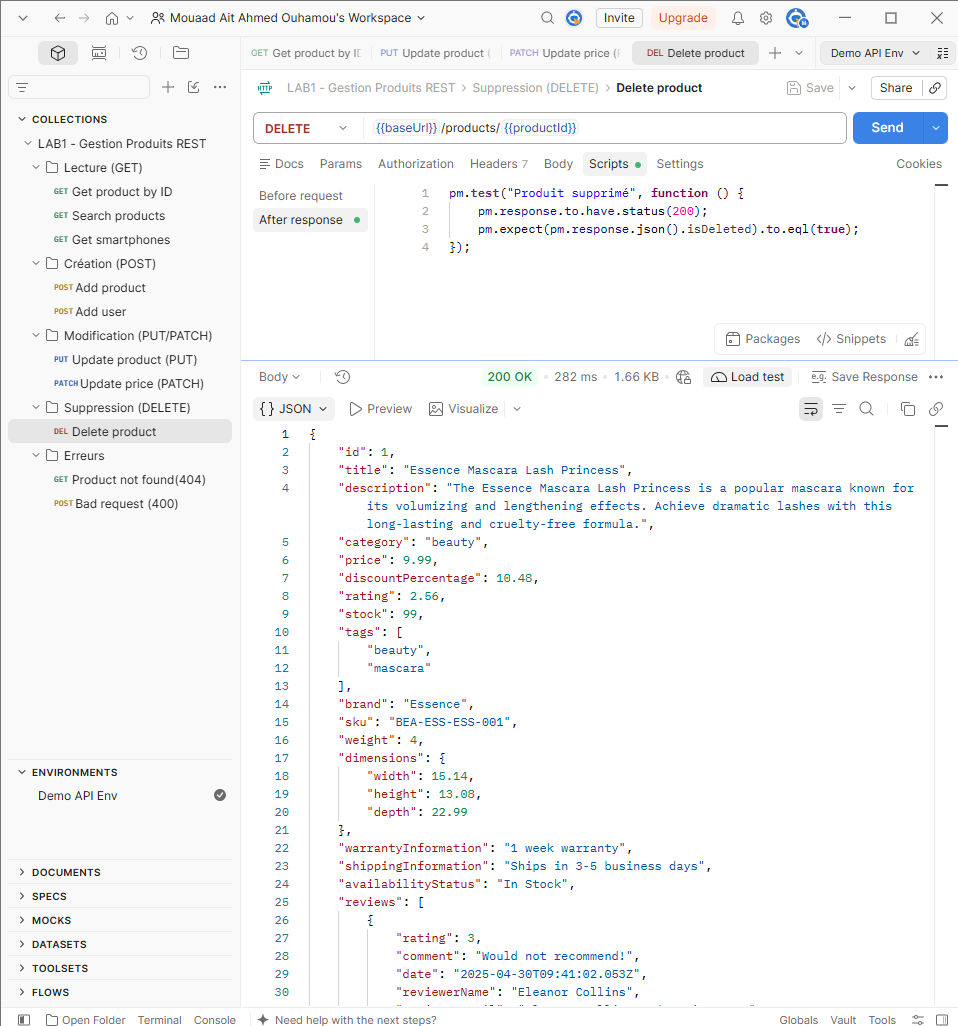 Mouaad Ait Ahmed Ouhamou's Workspace
Invite
Upgrade
GET Get product by ID
PUT Update product (
PATCH Update price (P
DEL Delete product
Demo API Env
HTTP
LAB1 - Gestion Produits REST > Suppression (DELETE) > Delete product
Save
Share
DELETE
{{baseUrl}} /products/ {{productId}}
Send
Docs
Params
Authorization
Headers 7
Body
Scripts
Settings
Cookies
Before request
After response
1 pm.test("Produit supprimé", function () {
2 pm.response.to.have.status(200);
3 pm.expect(pm.response.json().isDeleted).to.eql(true);
4 });
Packages
Snippets
COLLECTIONS
LAB1 - Gestion Produits REST
Lecture (GET)
GET Get product by ID
GET Search products
GET Get smartphones
Création (POST)
POST Add product
POST Add user
Modification (PUT/PATCH)
PUT Update product (PUT)
PATCH Update price (PATCH)
Suppression (DELETE)
DEL Delete product
Erreurs
GET Product not found(404)
POST Bad request (400)
ENVIRONMENTS
Demo API Env
DOCUMENTS
SPECS
MOCKS
DATASETS
TOOLSETS
FLOWS
Body
200 OK
282 ms
1.66 KB
Load test
e.g. Save Response
{} JSON
Preview
Visualize
1 {
2 "id": 1,
3 "title": "Essence Mascara Lash Princess",
4 "description": "The Essence Mascara Lash Princess is a popular mascara known for
its volumizing and lengthening effects. Achieve dramatic lashes with this
long-lasting and cruelty-free formula.",
5 "category": "beauty",
6 "price": 9.99,
7 "discountPercentage": 10.48,
8 "rating": 2.56,
9 "stock": 99,
10 "tags": [
11 "beauty",
12 "mascara"
13 ],
14 "brand": "Essence",
15 "sku": "BEA-ESS-ESS-001",
16 "weight": 4,
17 "dimensions": {
18 "width": 15.14,
19 "height": 13.08,
20 "depth": 22.99
21 },
22 "warrantyInformation": "1 week warranty",
23 "shippingInformation": "Ships in 3-5 business days",
24 "availabilityStatus": "In Stock",
25 "reviews": [
26 {
27 "rating": 3,
28 "comment": "Would not recommend!",
29 "date": "2025-04-30T09:41:02.053Z",
30 "reviewerName": "Eleanor Collins",
Open Folder
Terminal
Console
Need help with the next steps?
Globals
Vault
Tools